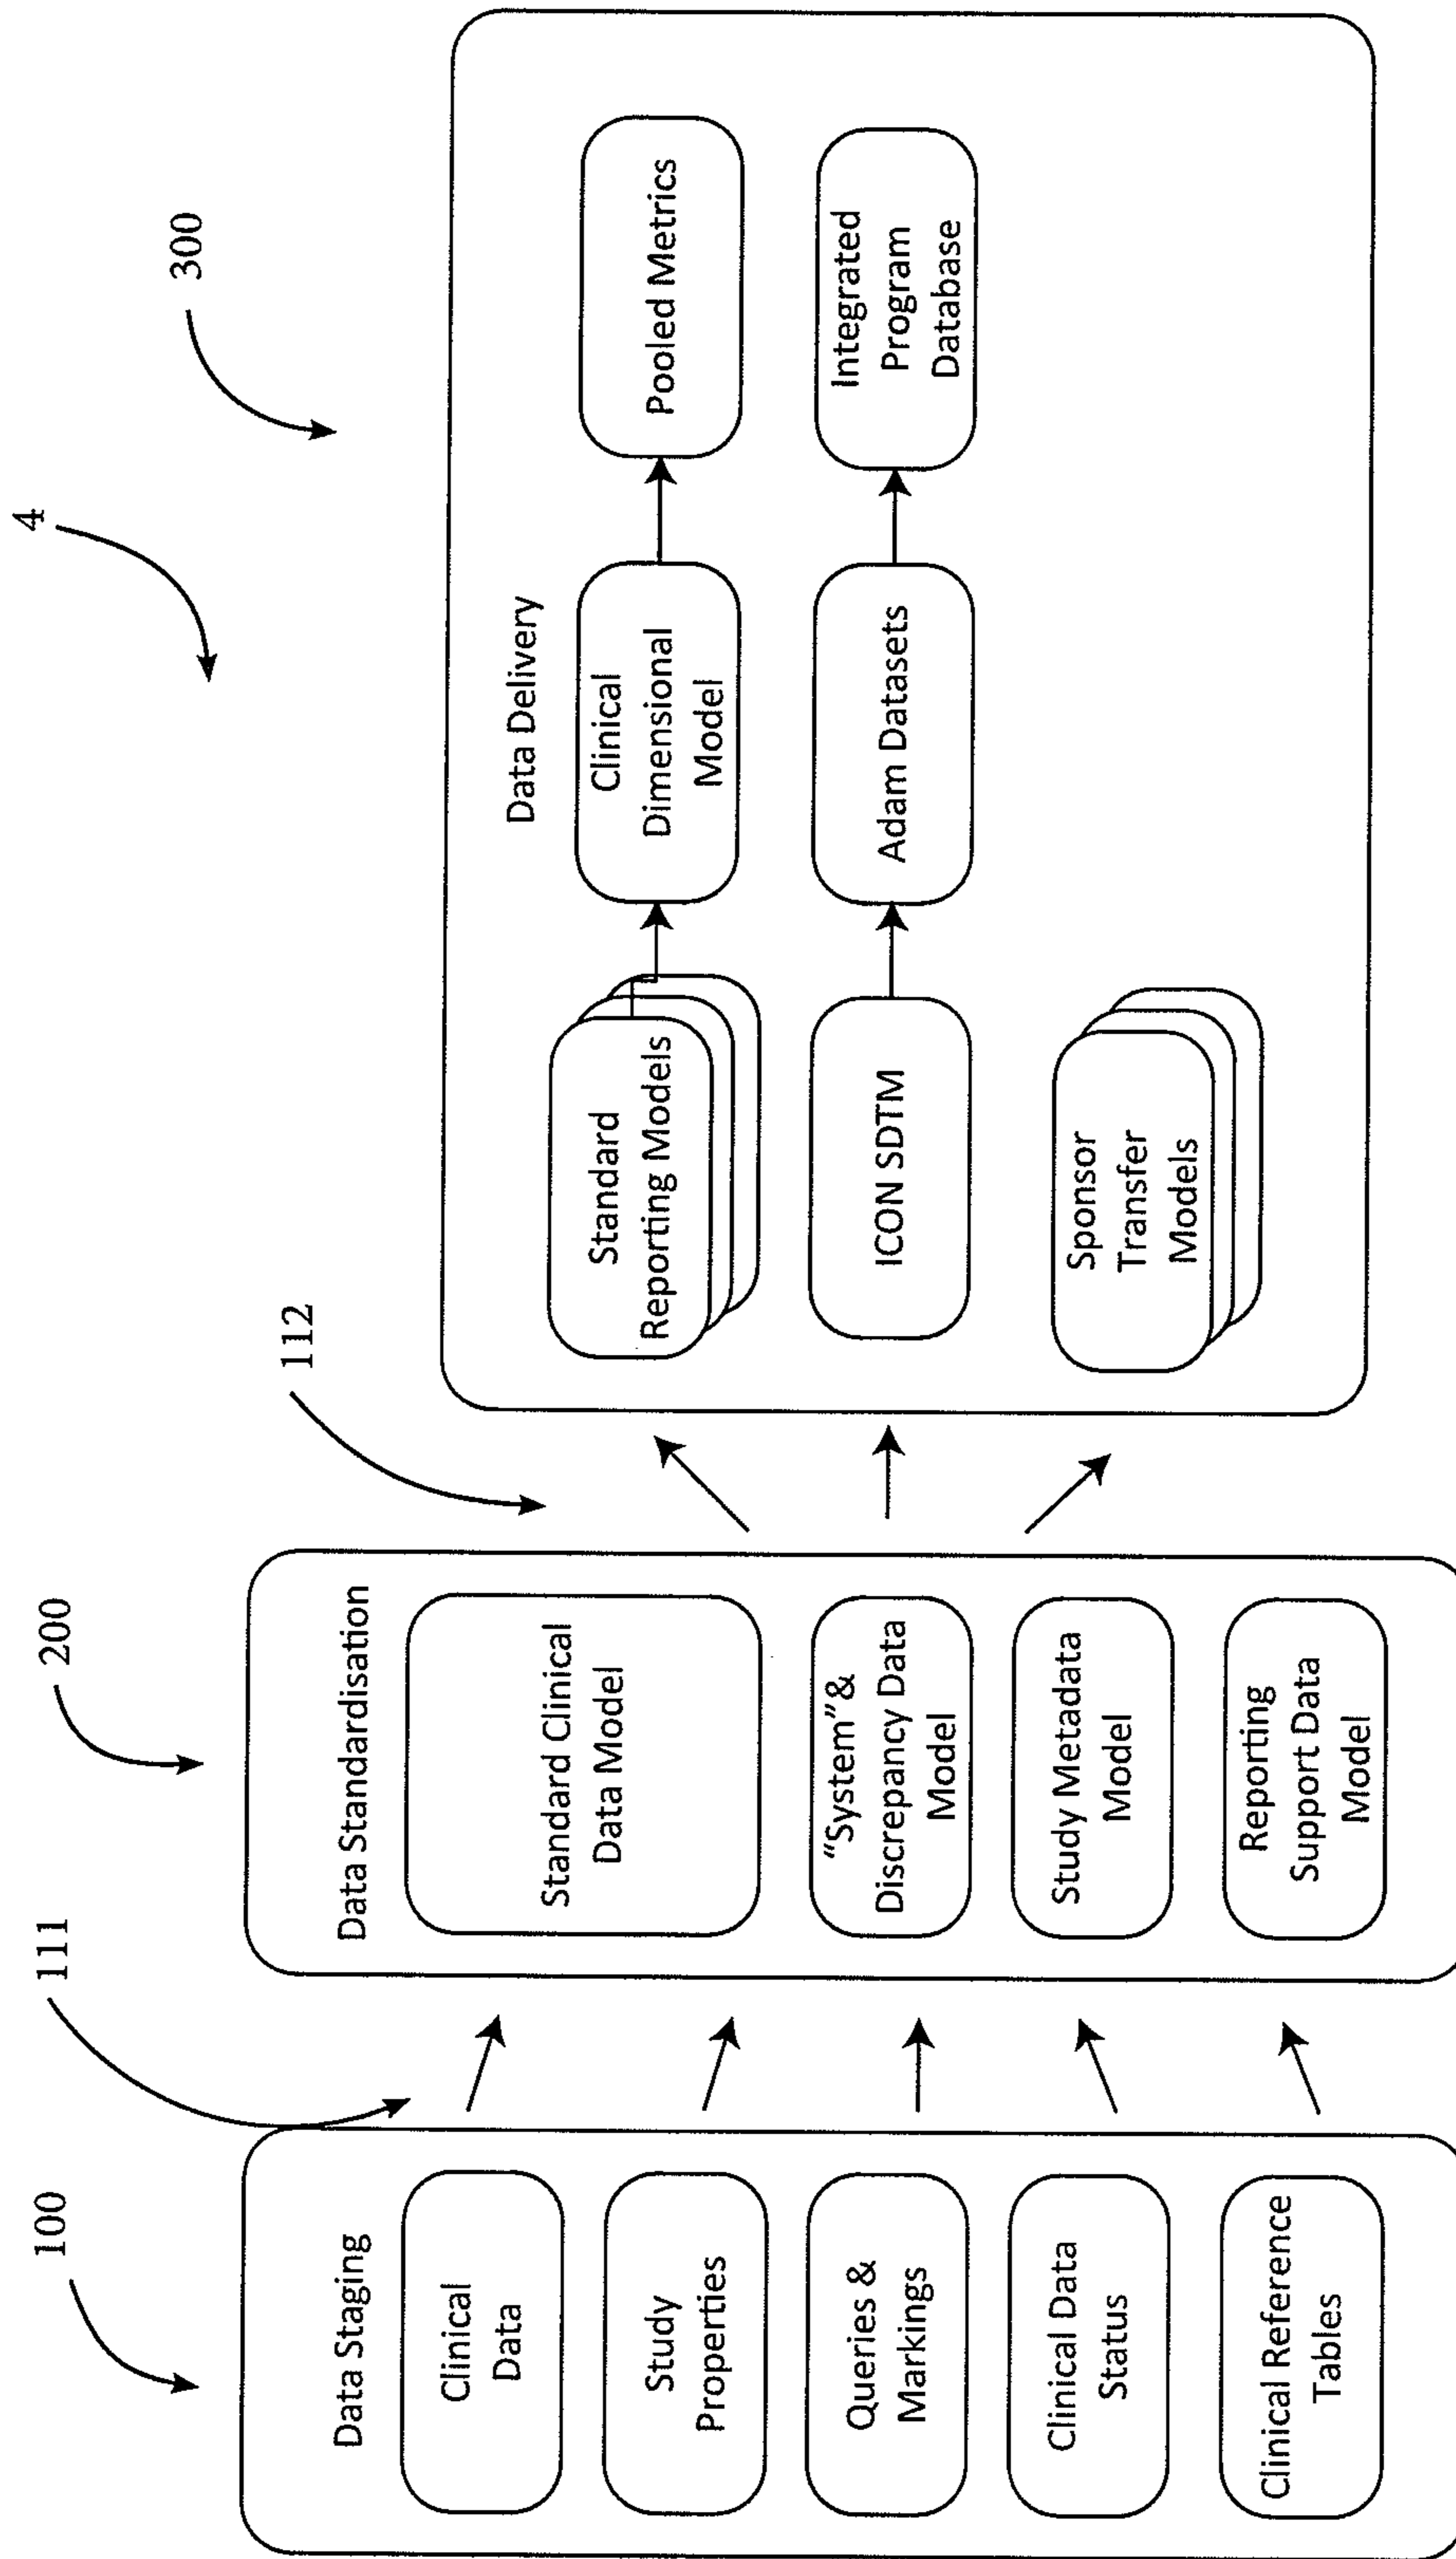 4
100
111
200
112
300
Data Staging
Clinical
Data
Study
Properties
Queries &
Markings
Clinical Data
Status
Clinical Reference
Tables
Data Standardisation
Standard Clinical
Data Model
“System”&
Discrepancy Data
Model
Study Metadata
Model
Reporting
Support Data
Model
Data Delivery
Standard
Reporting Models
Clinical
Dimensional
Model
Pooled Metrics
ICON SDTM
Adam Datasets
Integrated
Program
Database
Sponsor
Transfer
Models